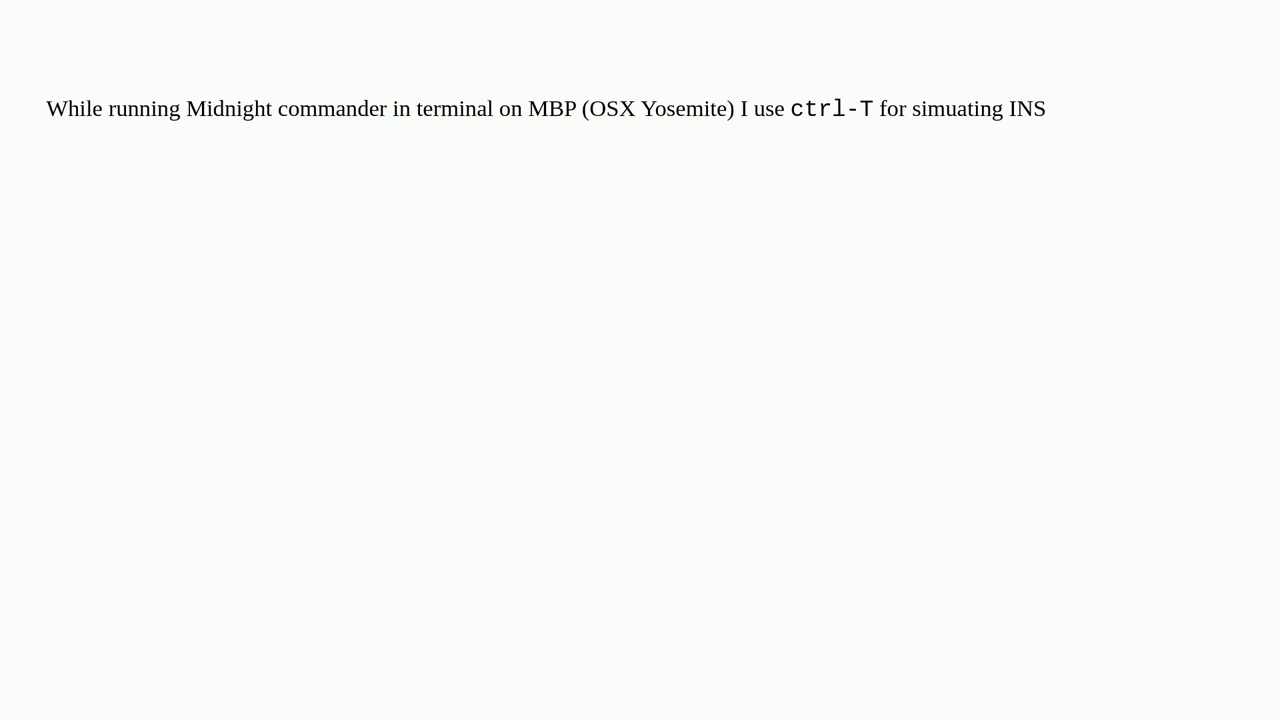 While running Midnight commander in terminal on MBP (OSX Yosemite) I use ctrl-T for simuating INS